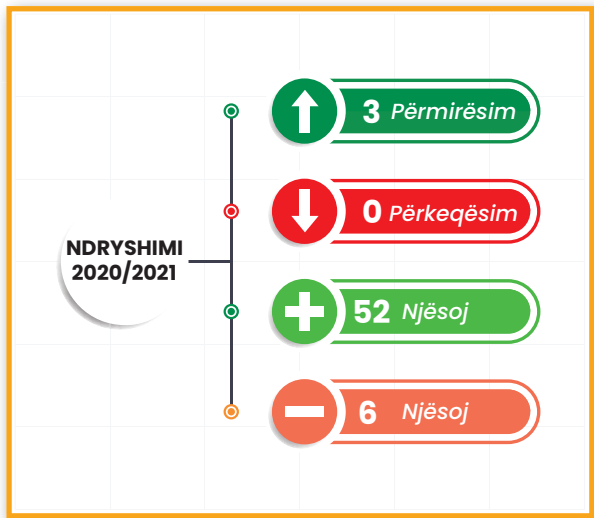 3 Përmirësim
0 Përkeqësim
NDRYSHIMI
2020/2021
52 Njësoj
6 Njësoj